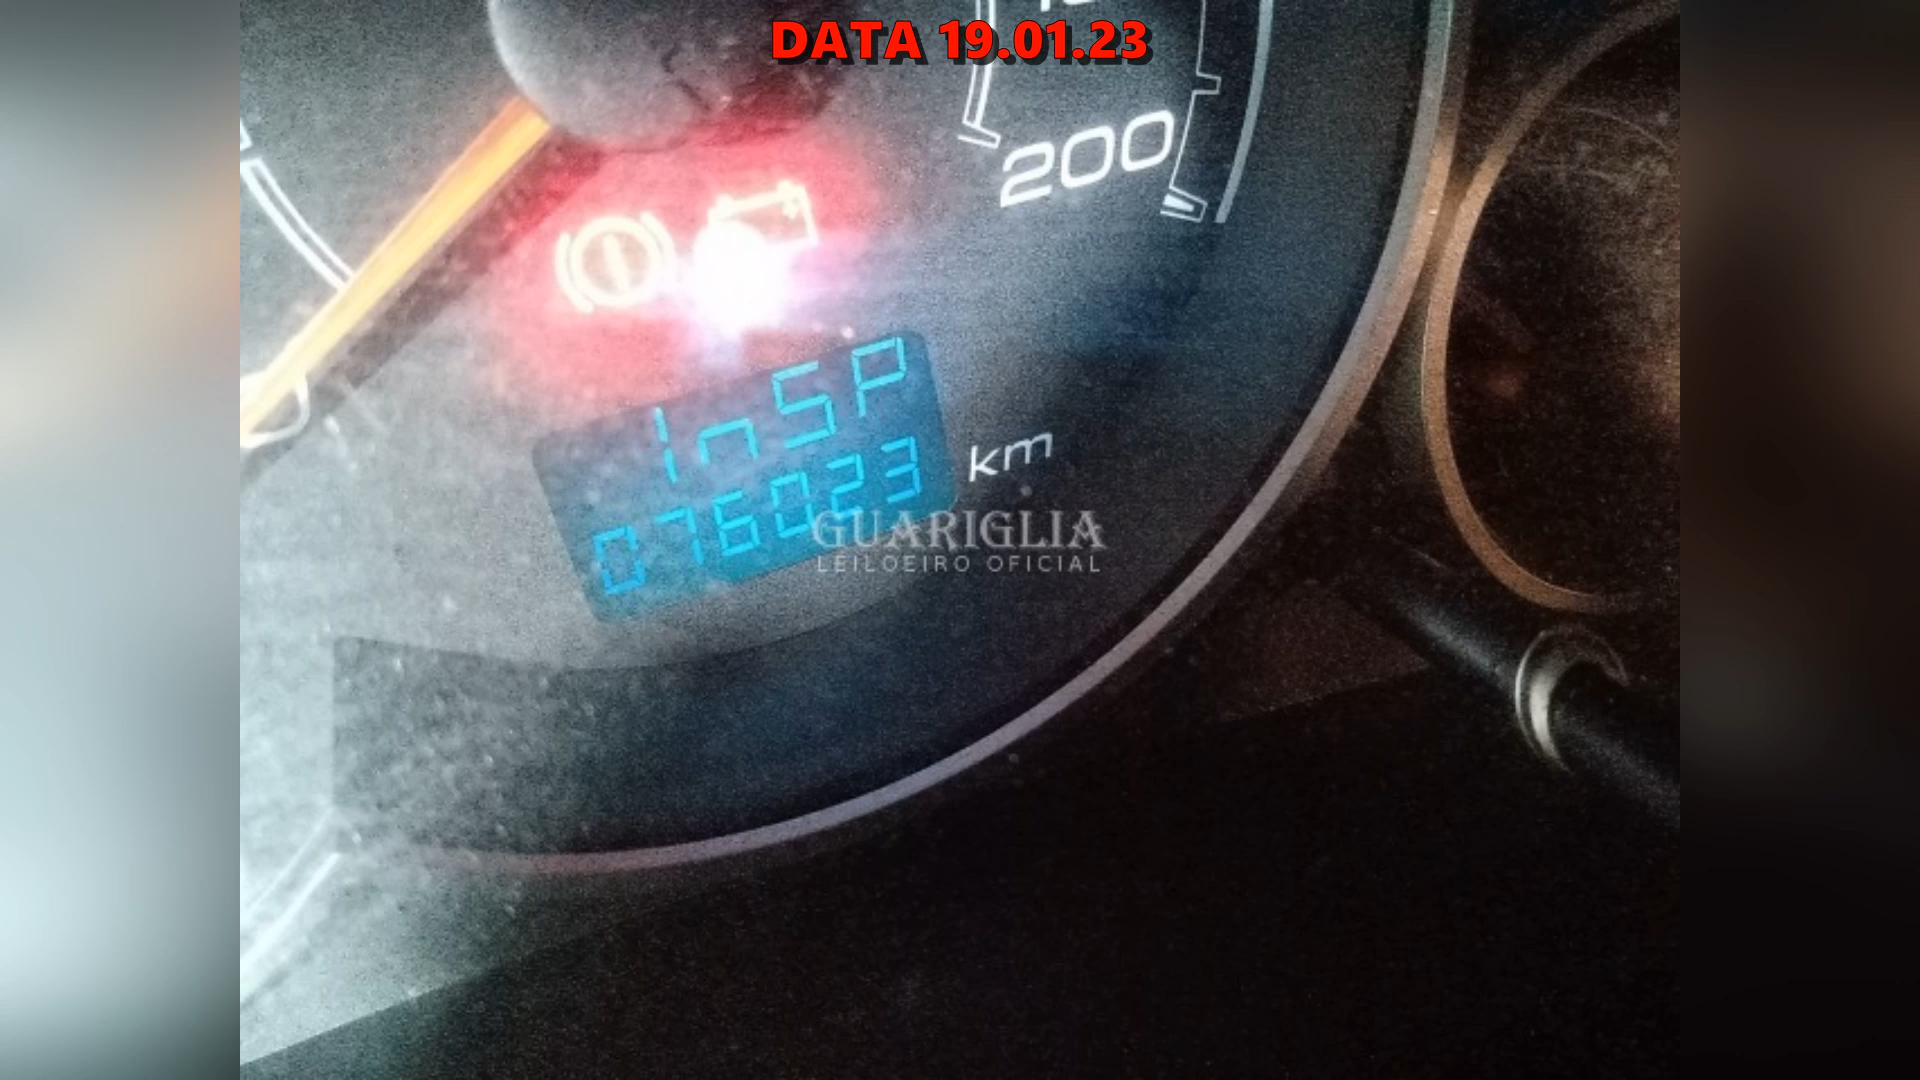 DATA 19.01.23
200
InSP
076023
km
GUARIGLIA
LEILOEIRO OFICIAL